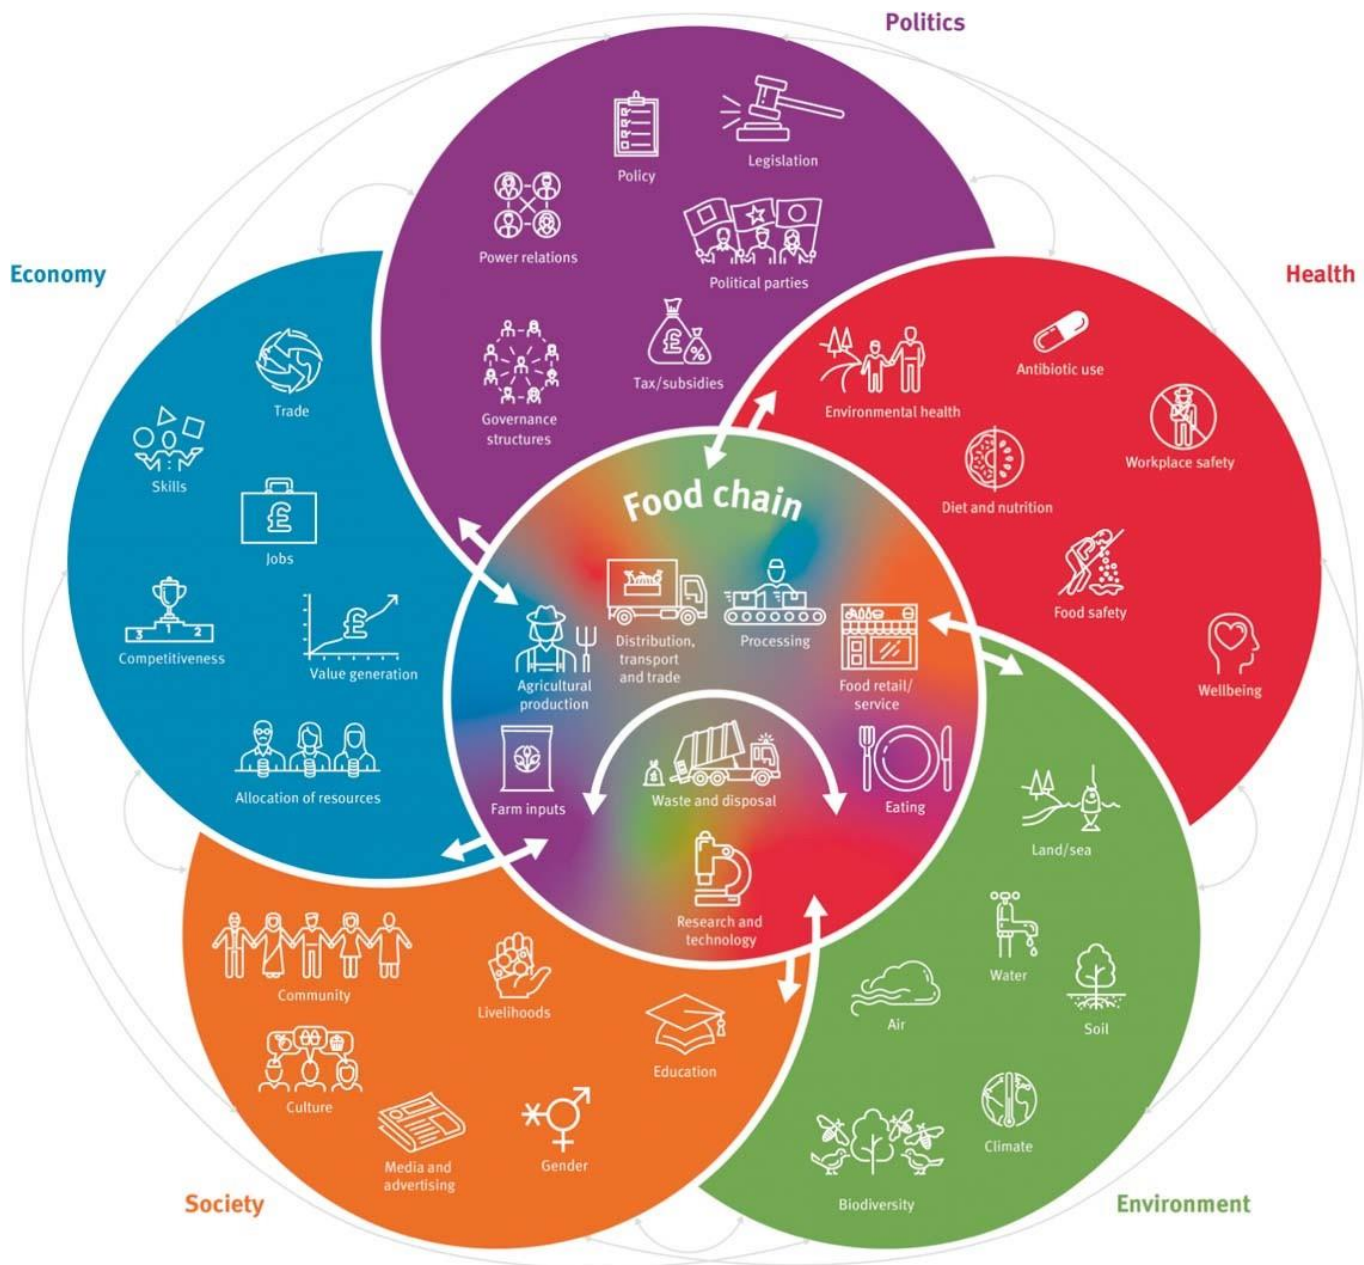 Politics
Policy
Legislation
Power relations
Political parties
Governance
structures
Tax/subsidies
Economy
Trade
Skills
Jobs
Competitiveness
Value generation
Allocation of resources
Health
Environmental health
Antibiotic use
Workplace safety
Diet and nutrition
Food safety
Wellbeing
Food chain
Distribution,
transport
and trade
Processing
Agricultural
production
Food retail/
service
Farm inputs
Waste and disposal
Eating
Research and
technology
Society
Community
Livelihoods
Education
Culture
Media and
advertising
Gender
Environment
Land/sea
Water
Air
Soil
Climate
Biodiversity
£
%
£
£
3
1
2